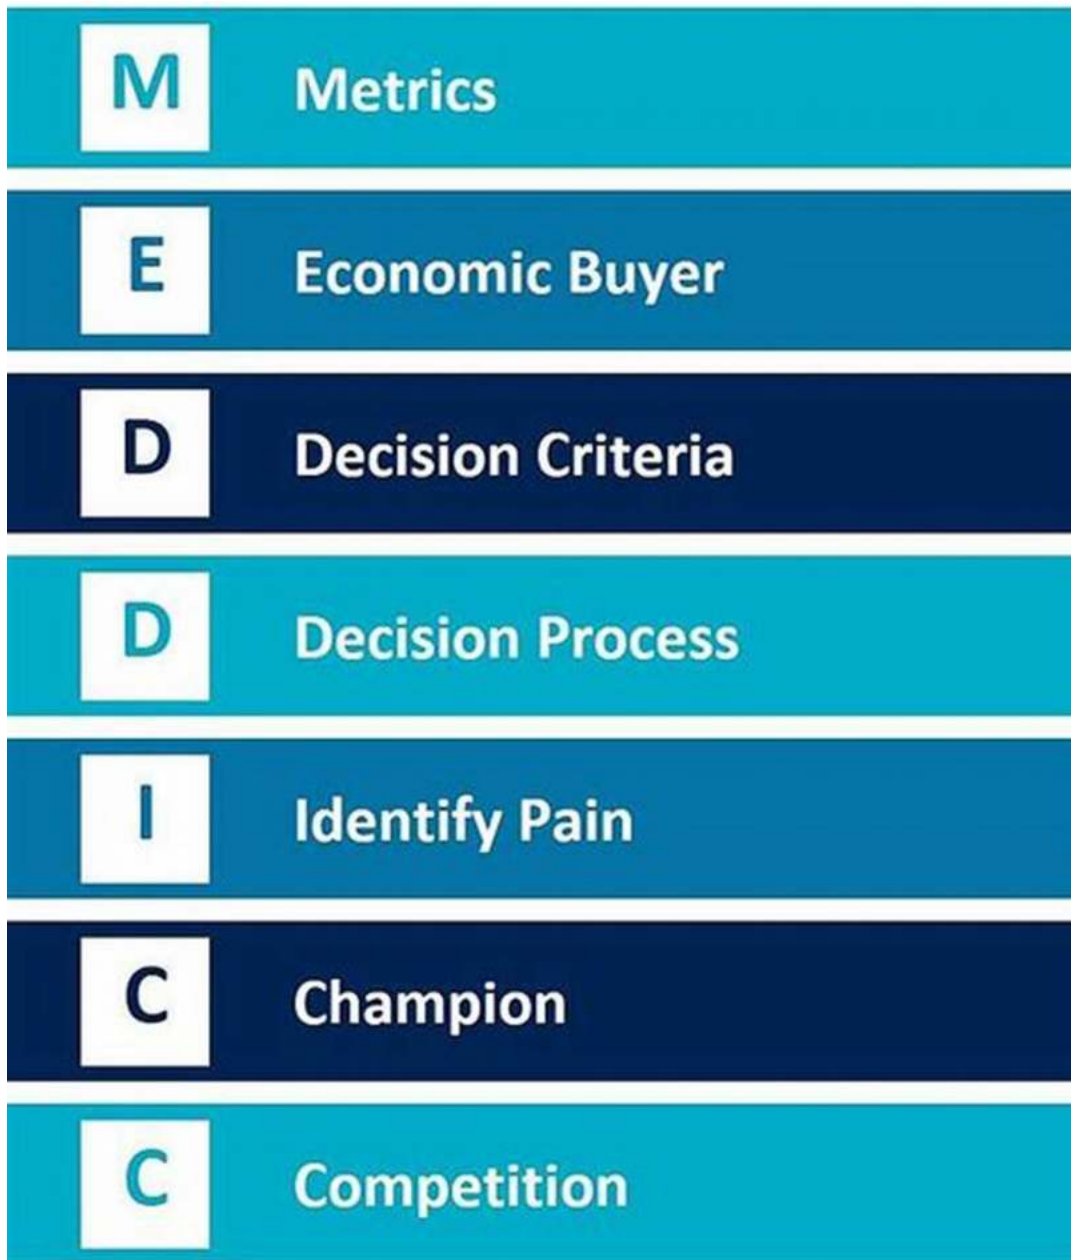 M Metrics
E Economic Buyer
D Decision Criteria
D Decision Process
I Identify Pain
C Champion
C Competition